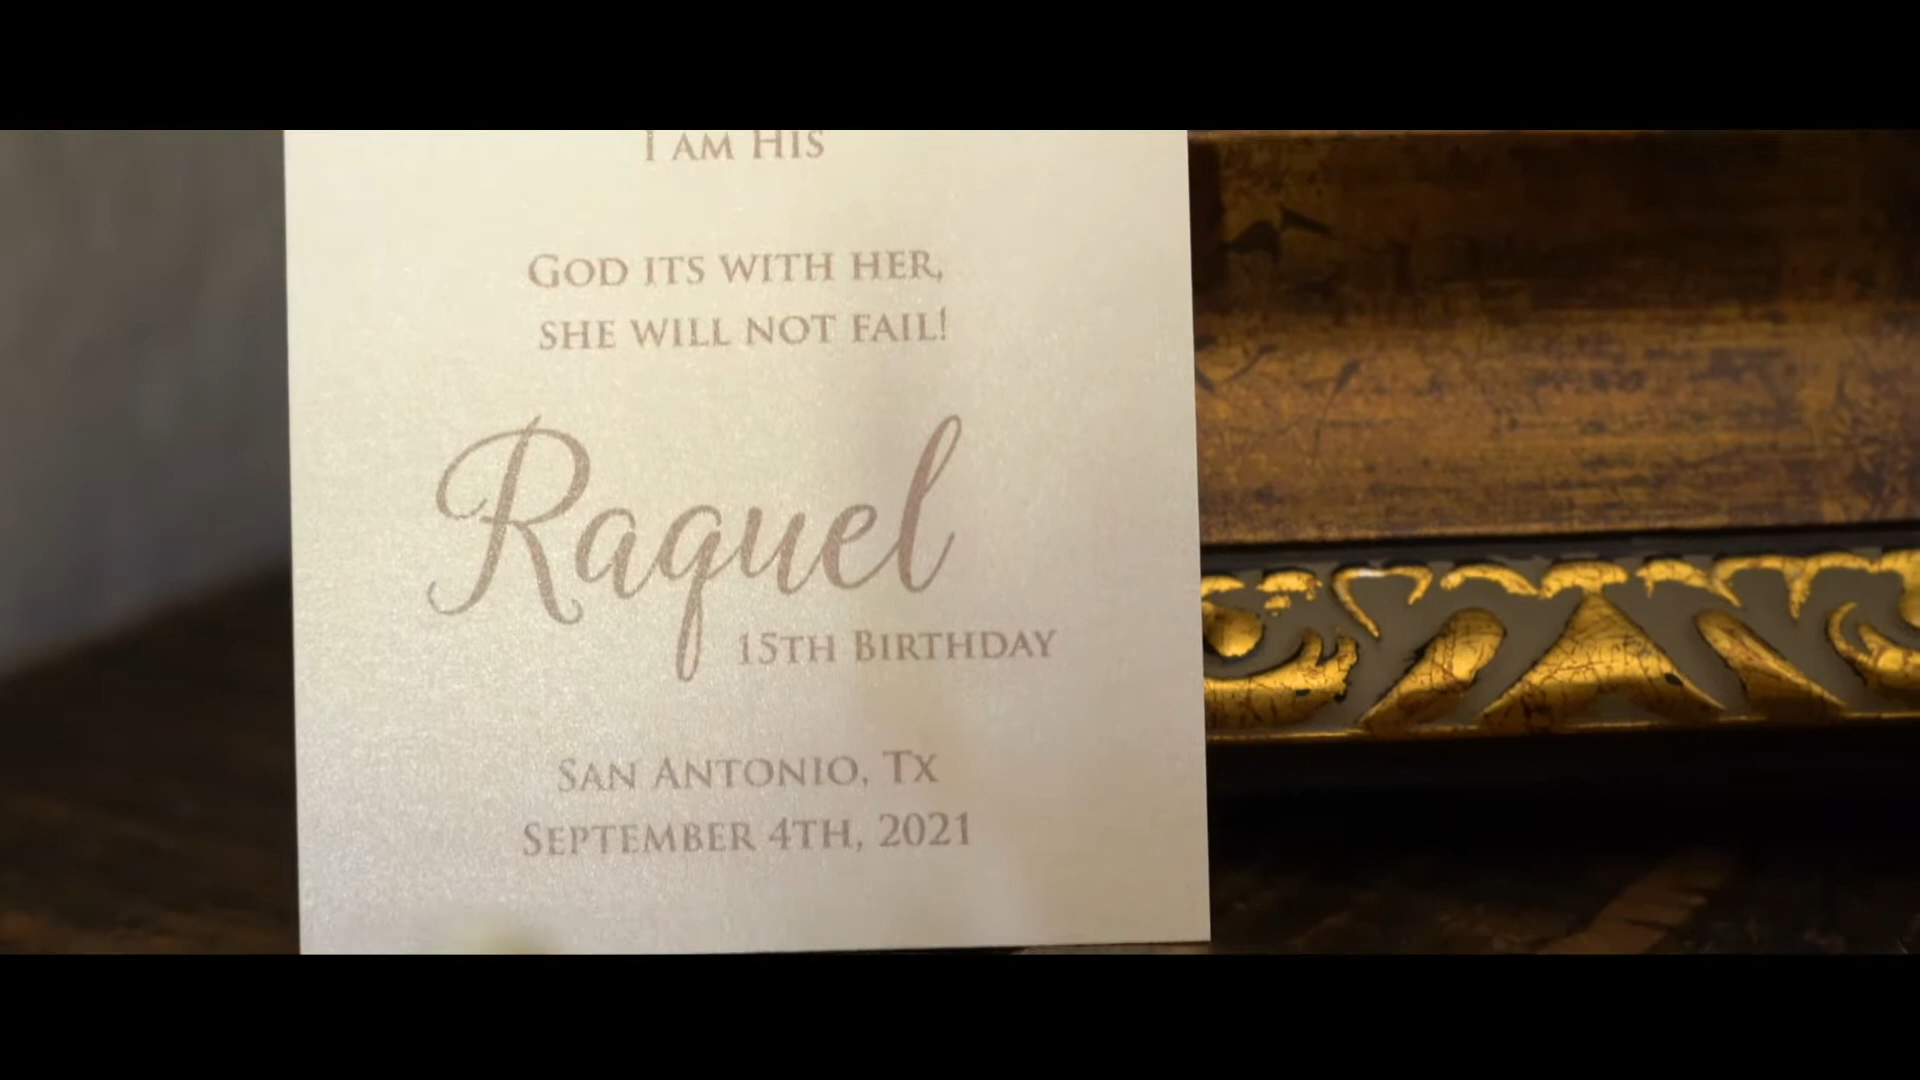 I am His
God its with her,
she will not fail!
Raquel
15th Birthday
San Antonio, Tx
September 4th, 2021